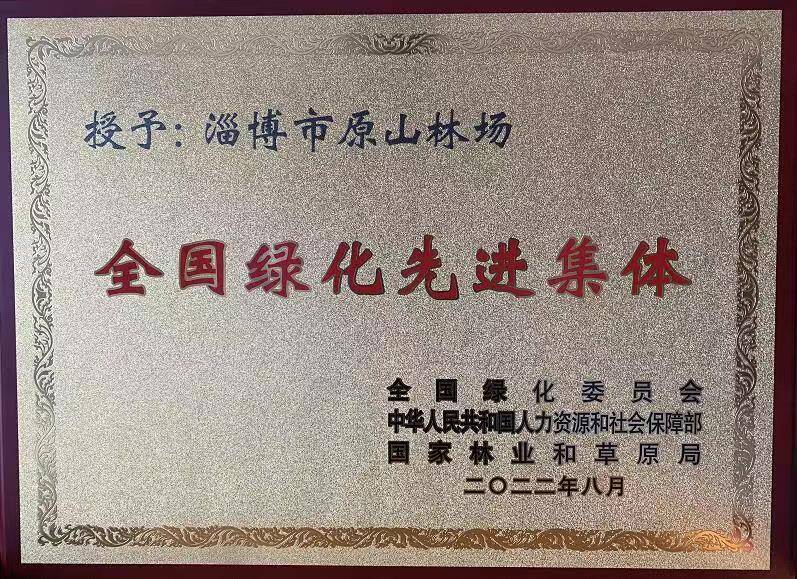 授予：淄博市原山林场
全国绿化先进集体
全国绿化委员会
中华人民共和国人力资源和社会保障部
国家林业和草原局
二〇二二年八月